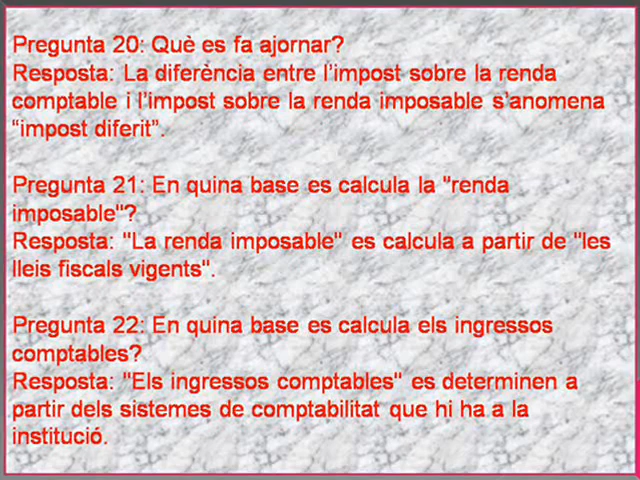 Pregunta 20: Què es fa ajornar?
Resposta: La diferència entre l’impost sobre la renda
comptable i l’impost sobre la renda imposable s’anomena
“impost diferit”.
Pregunta 21: En quina base es calcula la "renda
imposable"?
Resposta: "La renda imposable" es calcula a partir de "les
lleis fiscals vigents".
Pregunta 22: En quina base es calcula els ingressos
comptables?
Resposta: "Els ingressos comptables" es determinen a
partir dels sistemes de comptabilitat que hi ha a la
institució.